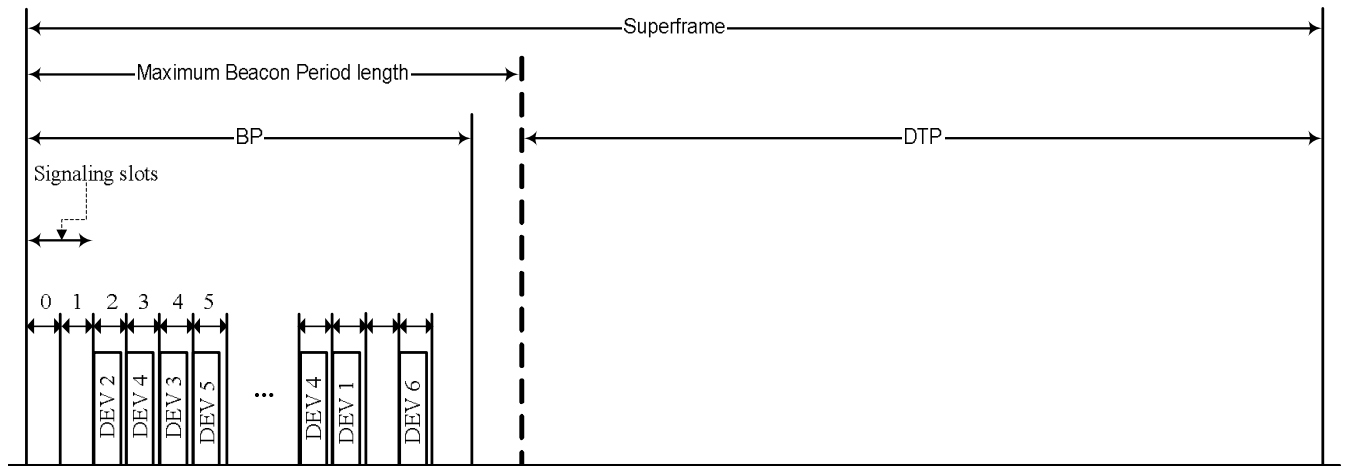 Superframe
Maximum Beacon Period length
BP
DTP
Signaling slots
0 1 2 3 4 5
DEV 2 DEV 4 DEV 3 DEV 5 ... DEV 4 DEV 1 DEV 6